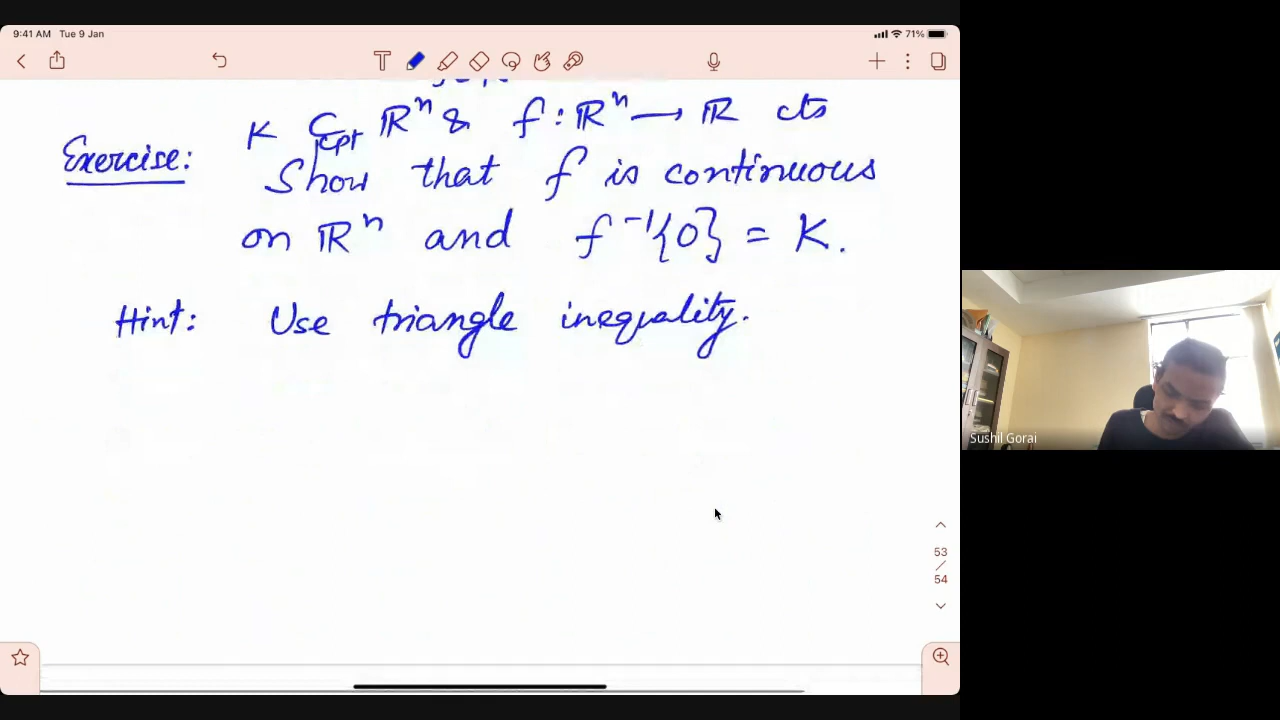 9:41 AM Tue 9 Jan
71%
T
K ⊂cpt ℝⁿ & f : ℝⁿ → ℝ cts
Exercise:
Show that f is continuous
on ℝⁿ and f⁻¹{0} = K.
Hint: Use triangle inequality.
Sushil Gorai
53
/
54